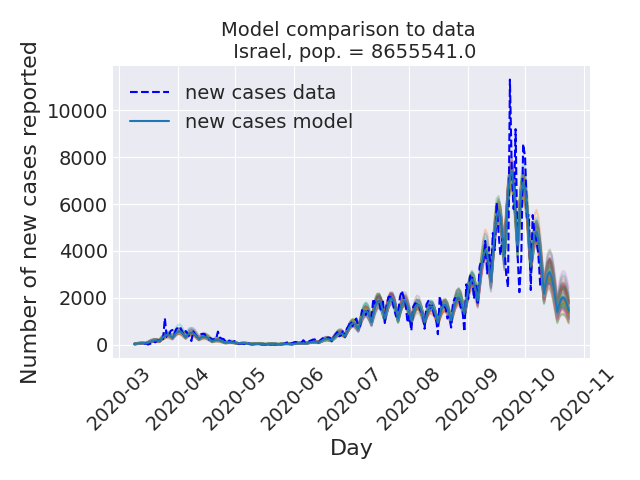 Model comparison to data
Israel, pop. = 8655541.0
Number of new cases reported
10000
8000
6000
4000
2000
0
new cases data
new cases model
2020-03
2020-04
2020-05
2020-06
2020-07
2020-08
2020-09
2020-10
2020-11
Day